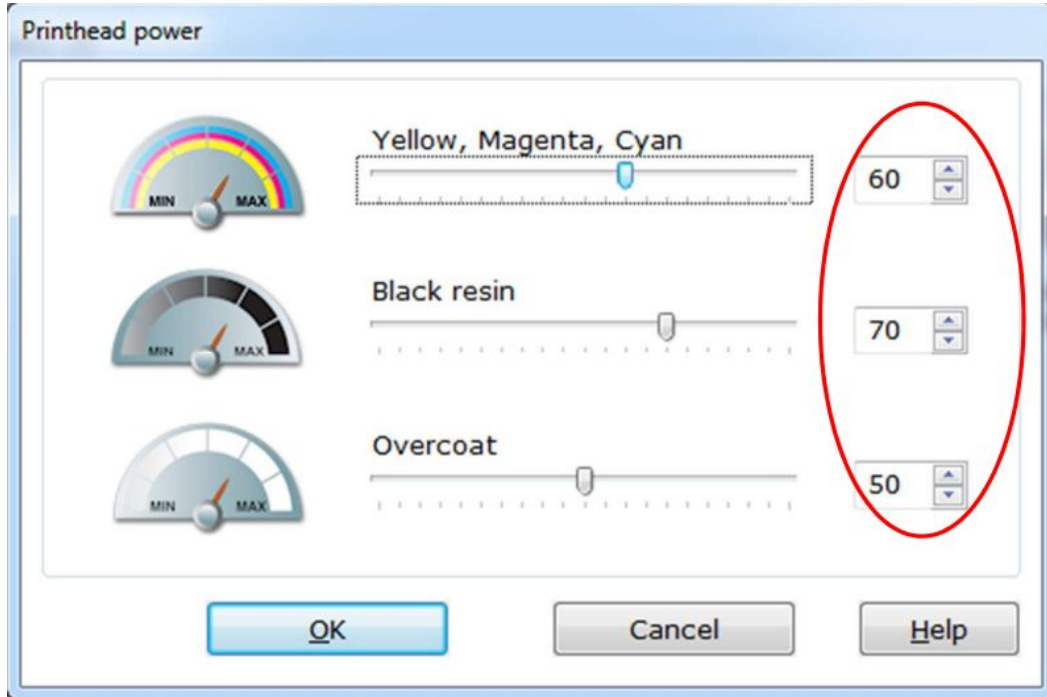 Printhead power
Yellow, Magenta, Cyan
MIN MAX
60
Black resin
MIN MAX
70
Overcoat
MIN MAX
50
OK Cancel Help